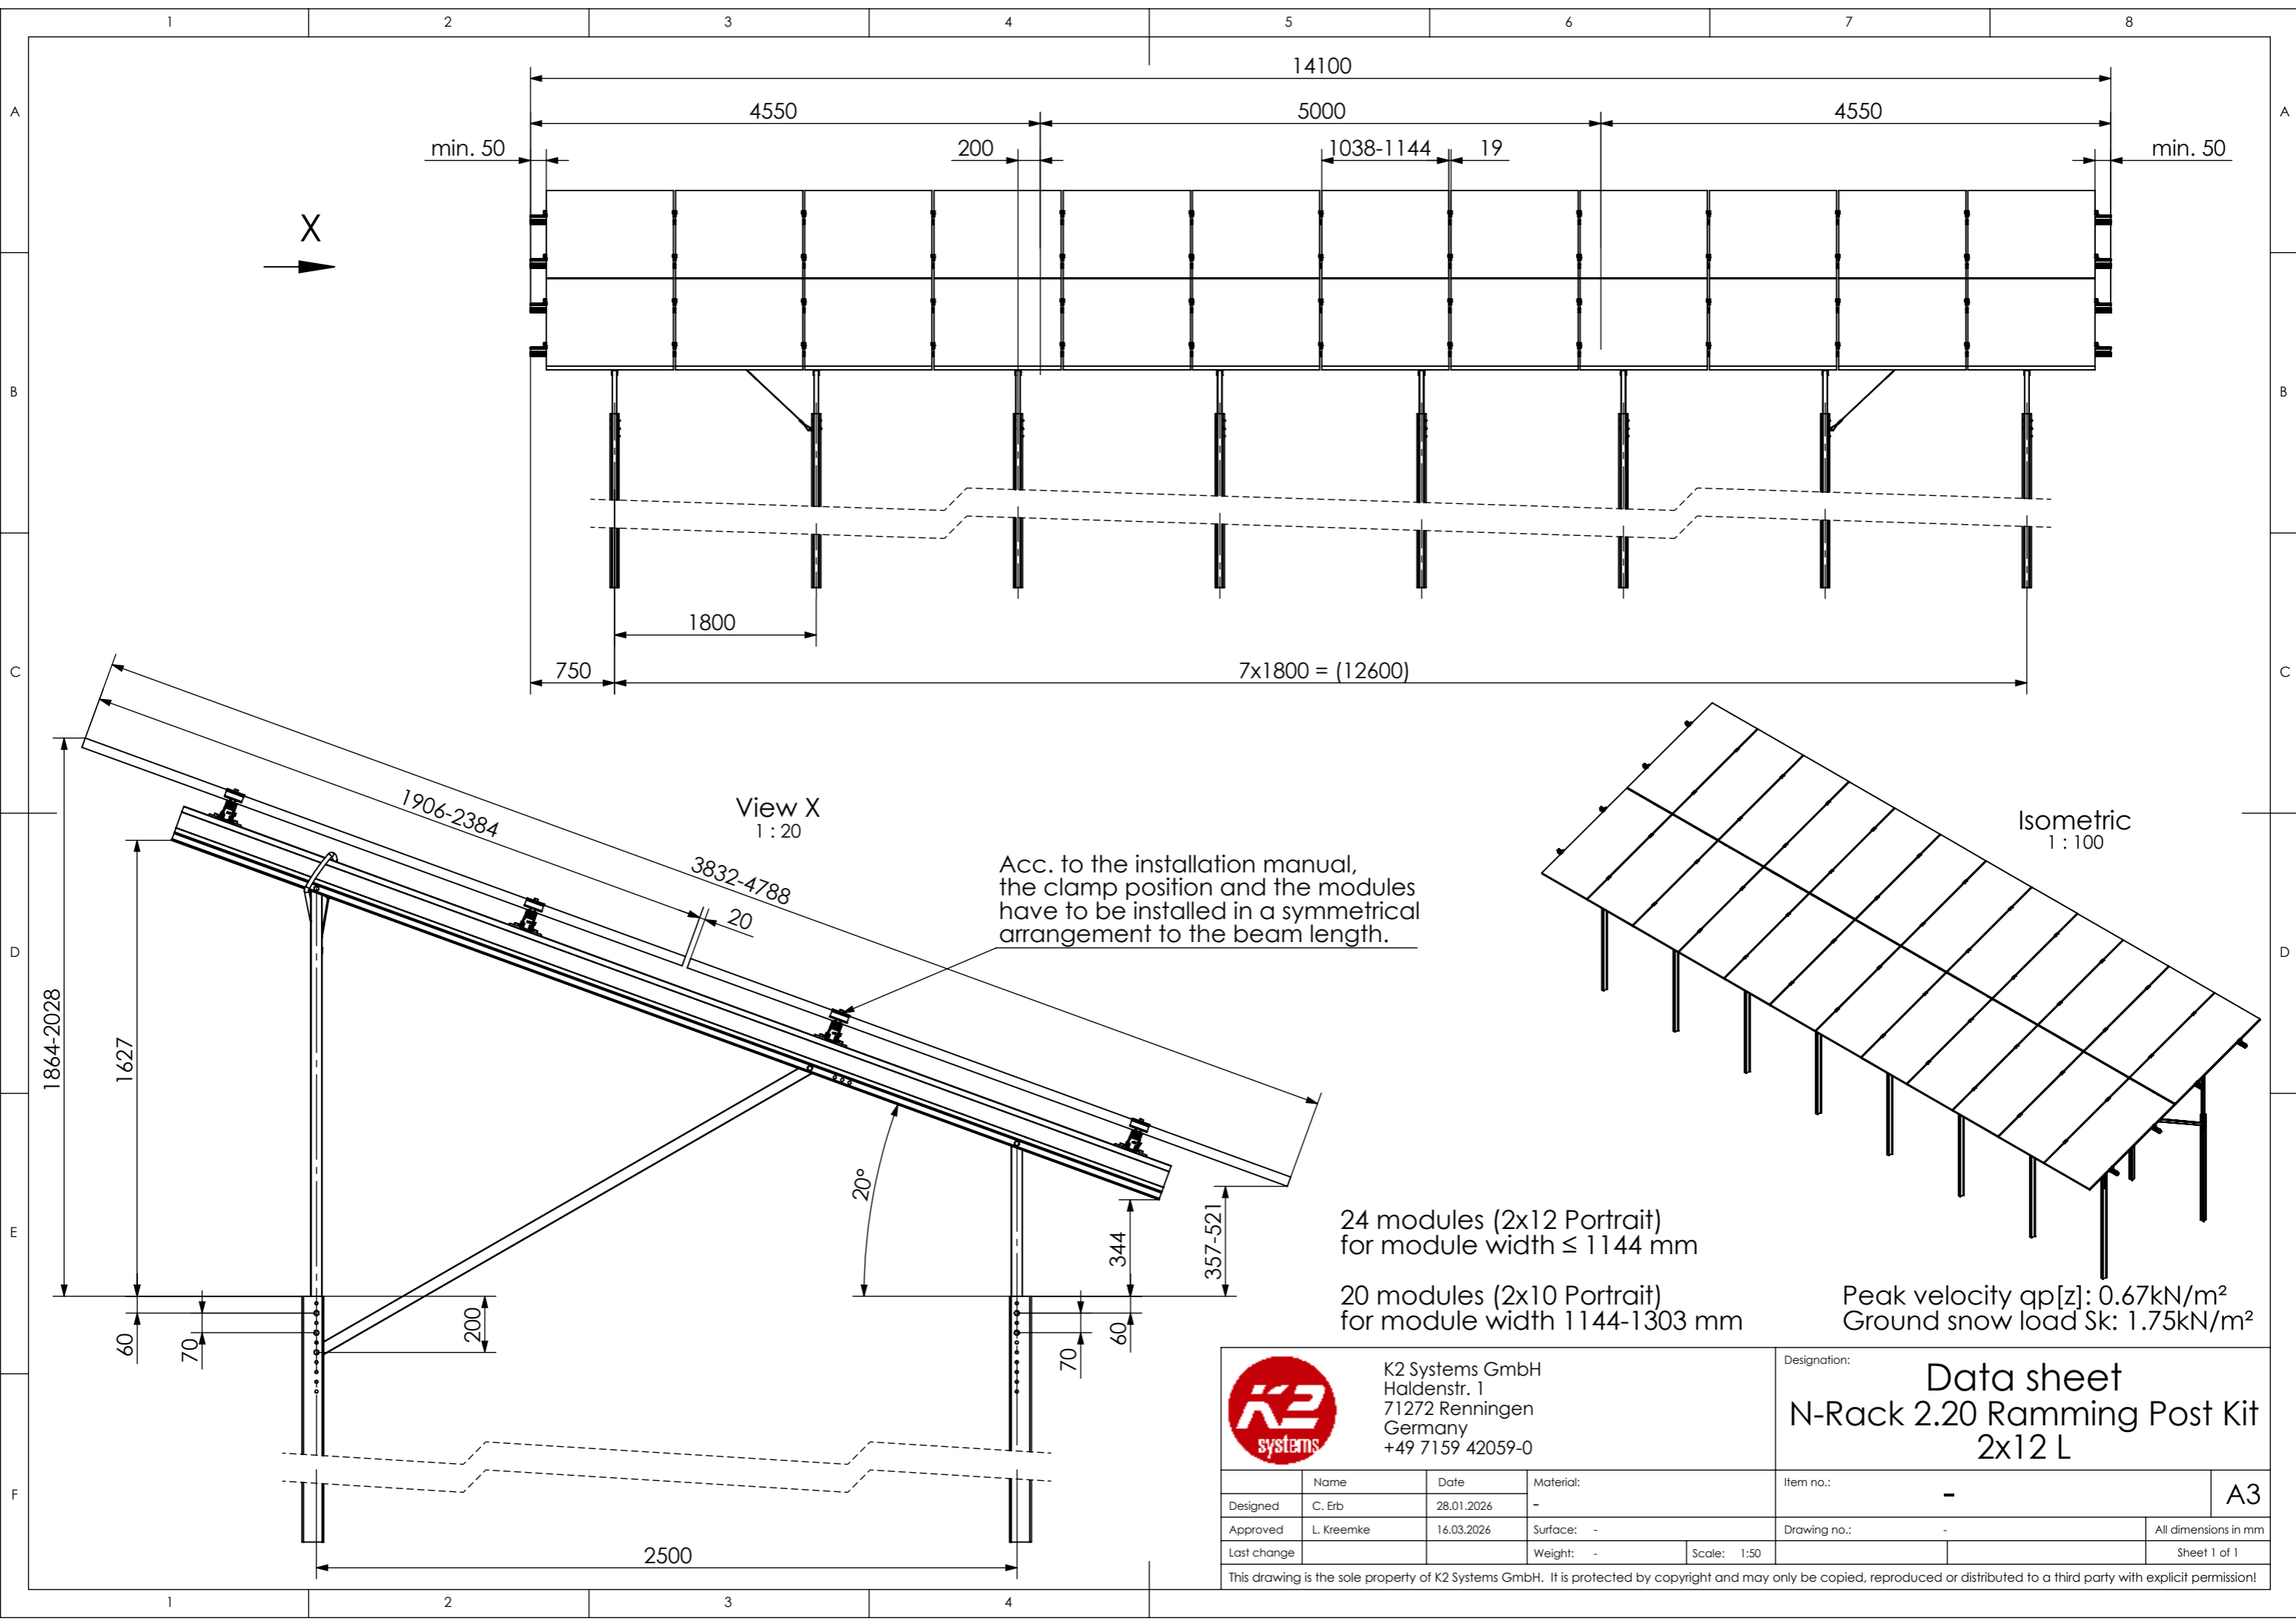 1 2 3 4 5 6 7 8
14100
A 4550 5000 4550 A
min. 50 200 1038-1144 19 min. 50
X
B B
1800
C 750 7x1800 = (12600) C
1906-2384
View X
1 : 20
3832-4788
20
Acc. to the installation manual,
the clamp position and the modules
have to be installed in a symmetrical
arrangement to the beam length.
Isometric
1 : 100
D D
1864-2028
1627
20°
344
357-521
E E
60
70
200
70
60
24 modules (2x12 Portrait)
for module width ≤ 1144 mm
20 modules (2x10 Portrait)
for module width 1144-1303 mm
Peak velocity qp[z]: 0.67kN/m²
Ground snow load Sk: 1.75kN/m²
F
2500
K2
systems
K2 Systems GmbH
Haldenstr. 1
71272 Renningen
Germany
+49 7159 42059-0
Designation:
Data sheet
N-Rack 2.20 Ramming Post Kit
2x12 L
Name Date Material: Item no.: - A3
Designed C. Erb 28.01.2026 -
Approved L. Kreemke 16.03.2026 Surface: - Drawing no.: - All dimensions in mm
Last change Weight: - Scale: 1:50 Sheet 1 of 1
This drawing is the sole property of K2 Systems GmbH. It is protected by copyright and may only be copied, reproduced or distributed to a third party with explicit permission!
1 2 3 4